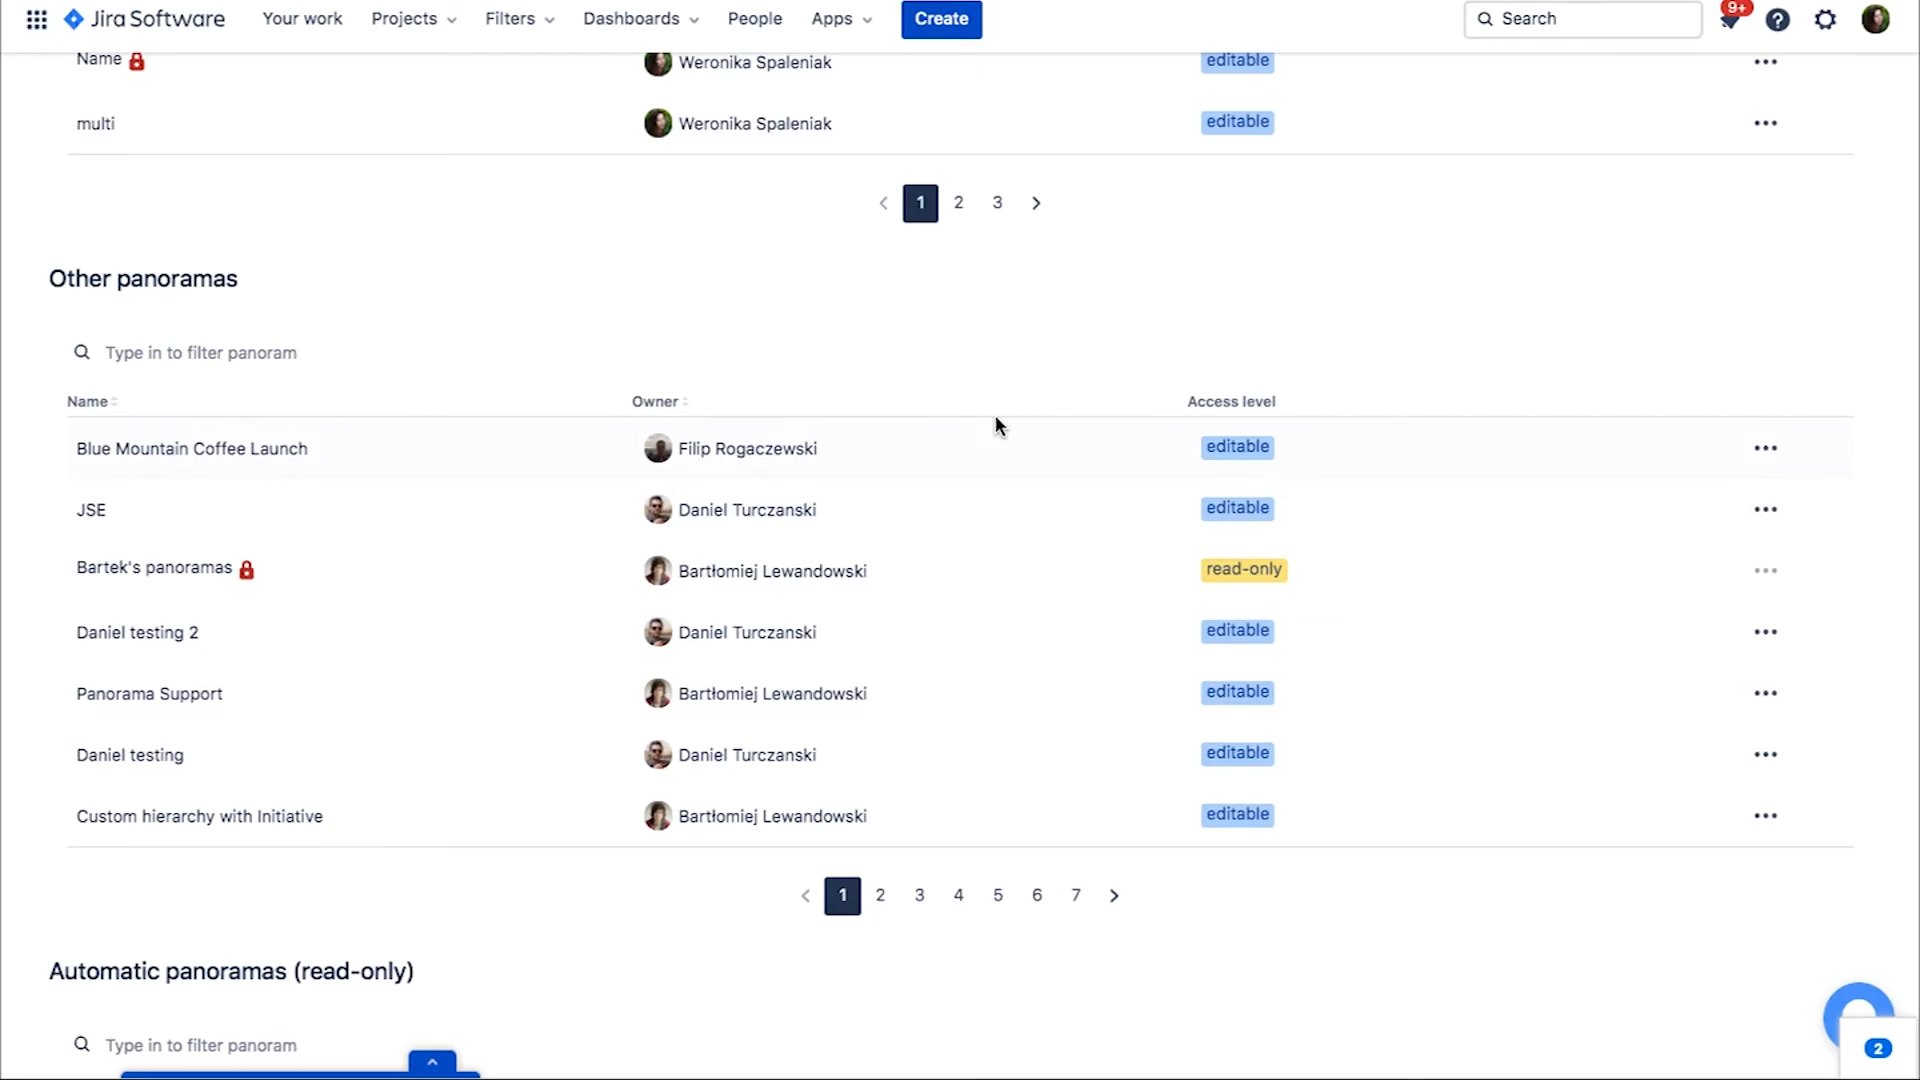 Jira Software Your work Projects Filters Dashboards People Apps Create Search 9+
Name Weronika Spaleniak editable
multi Weronika Spaleniak editable
1 2 3
Other panoramas
Type in to filter panoram
Name Owner Access level
Blue Mountain Coffee Launch Filip Rogaczewski editable
JSE Daniel Turczanski editable
Bartek's panoramas Bartłomiej Lewandowski read-only
Daniel testing 2 Daniel Turczanski editable
Panorama Support Bartłomiej Lewandowski editable
Daniel testing Daniel Turczanski editable
Custom hierarchy with Initiative Bartłomiej Lewandowski editable
1 2 3 4 5 6 7
Automatic panoramas (read-only)
Type in to filter panoram
2